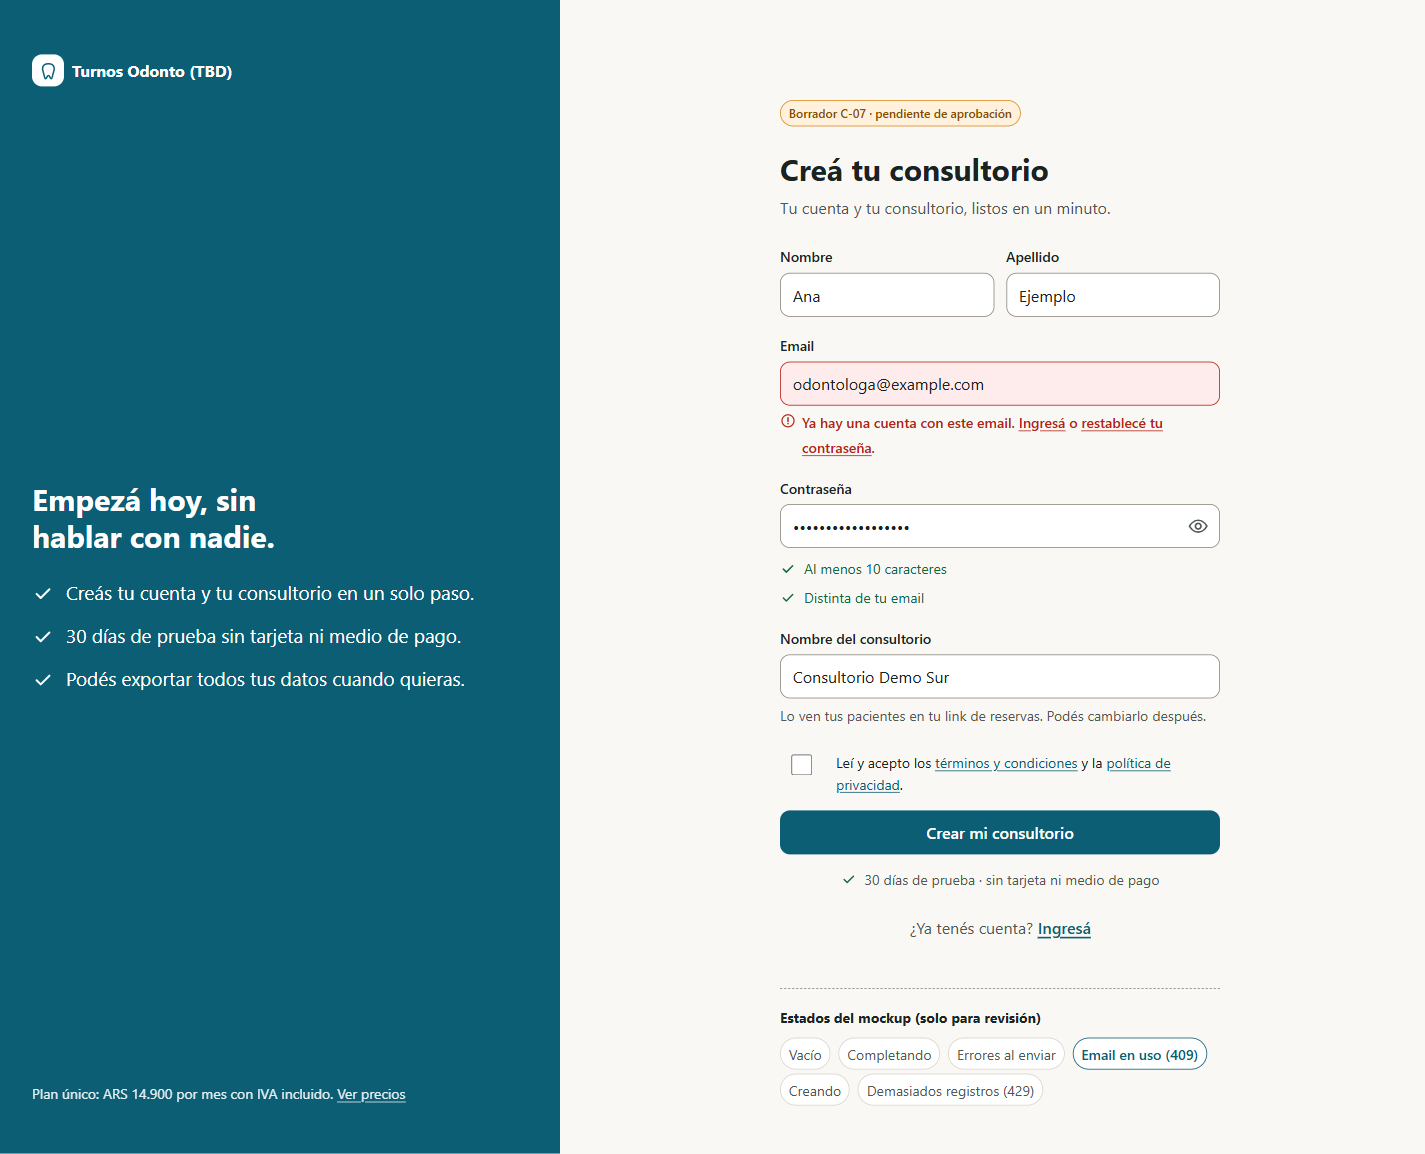 Turnos Odonto (TBD)
Empezá hoy, sin
hablar con nadie.
Creás tu cuenta y tu consultorio en un solo paso.
30 días de prueba sin tarjeta ni medio de pago.
Podés exportar todos tus datos cuando quieras.
Plan único: ARS 14.900 por mes con IVA incluido. Ver precios
Borrador C-07 · pendiente de aprobación
Creá tu consultorio
Tu cuenta y tu consultorio, listos en un minuto.
Nombre
Apellido
Ana
Ejemplo
Email
odontologa@example.com
Ya hay una cuenta con este email. Ingresá o restablecé tu
contraseña.
Contraseña
••••••••••••••••••
Al menos 10 caracteres
Distinta de tu email
Nombre del consultorio
Consultorio Demo Sur
Lo ven tus pacientes en tu link de reservas. Podés cambiarlo después.
Leí y acepto los términos y condiciones y la política de
privacidad.
Crear mi consultorio
30 días de prueba · sin tarjeta ni medio de pago
¿Ya tenés cuenta? Ingresá
Estados del mockup (solo para revisión)
Vacío
Completando
Errores al enviar
Email en uso (409)
Creando
Demasiados registros (429)